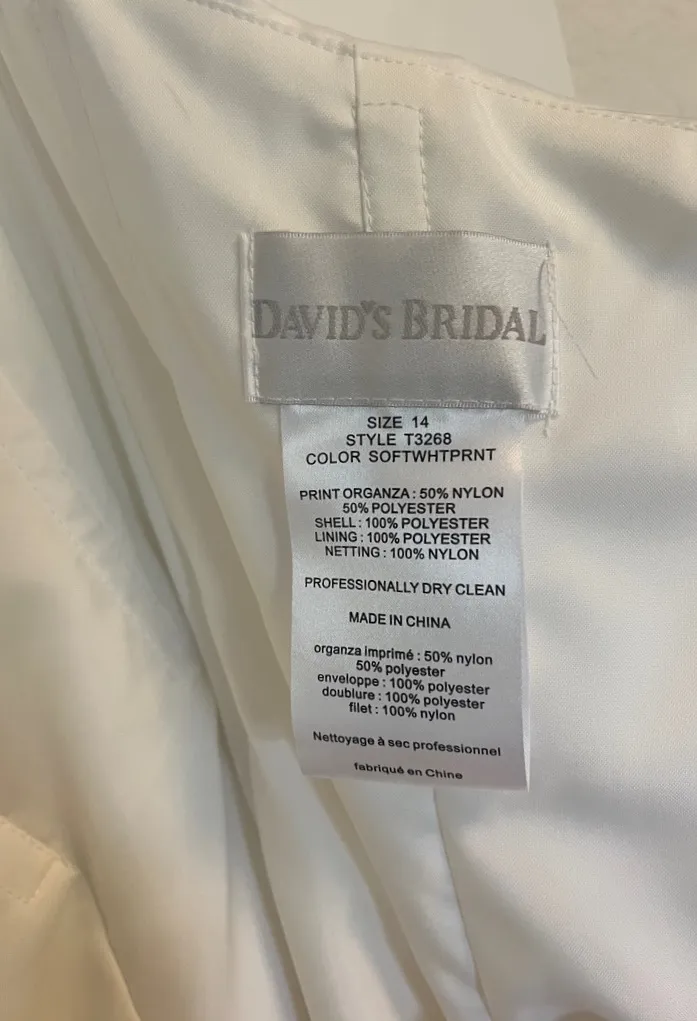 DAVID'S BRIDAL
SIZE 14
STYLE T3268
COLOR SOFTWHTPRNT
PRINT ORGANZA : 50% NYLON
50% POLYESTER
SHELL : 100% POLYESTER
LINING : 100% POLYESTER
NETTING : 100% NYLON
PROFESSIONALLY DRY CLEAN
MADE IN CHINA
organza imprimé : 50% nylon
50% polyester
enveloppe : 100% polyester
doublure : 100% polyester
filet : 100% nylon
Nettoyage à sec professionnel
fabriqué en Chine